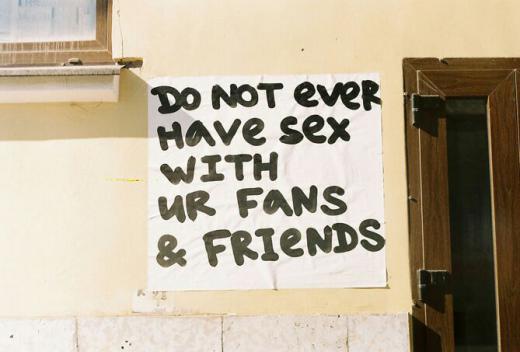 DO NOT eveR
Have Sex
WITH
UR FaNS
& FRIeNDS